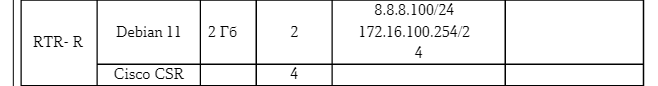 8.8.8.100/24
Debian 11 2 Гб 2 172.16.100.254/2
RTR- R
4
Cisco CSR 4